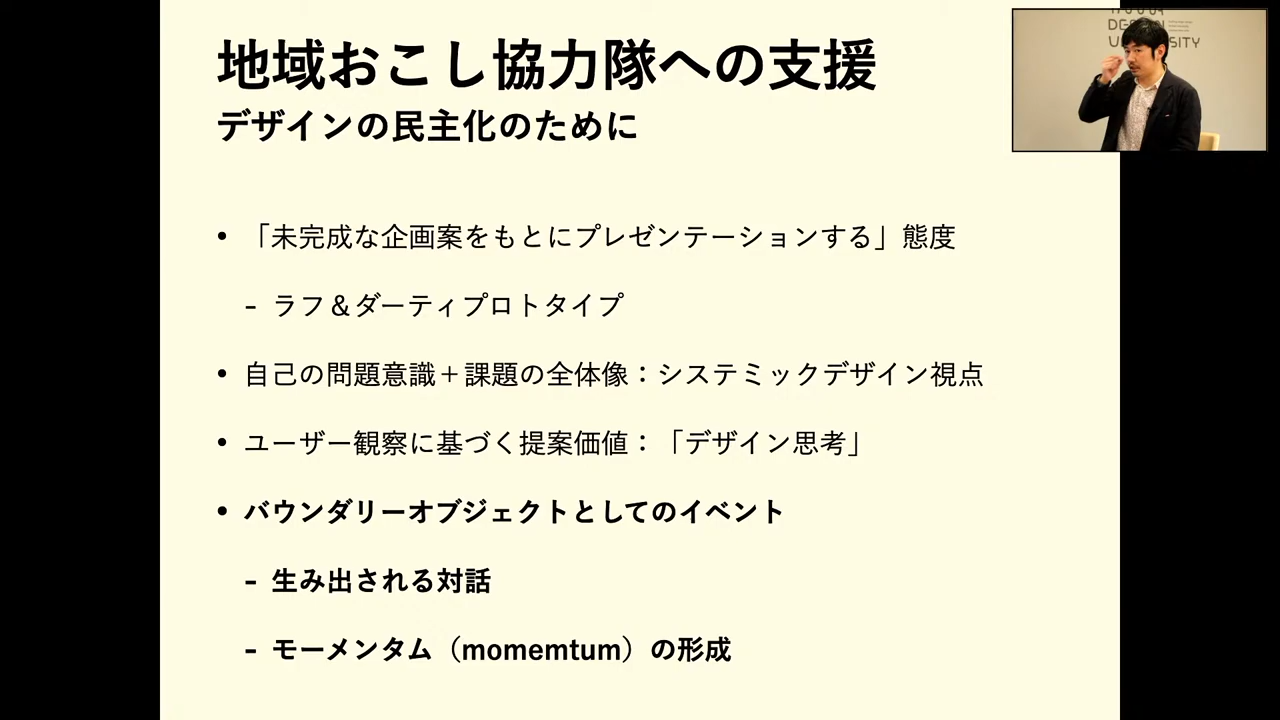 地域おこし協力隊への支援
デザインの民主化のために
• 「未完成な企画案をもとにプレゼンテーションする」態度
- ラフ＆ダーティプロトタイプ
• 自己の問題意識＋課題の全体像：システミックデザイン視点
• ユーザー観察に基づく提案価値：「デザイン思考」
• バウンダリーオブジェクトとしてのイベント
- 生み出される対話
- モーメンタム（momemtum）の形成